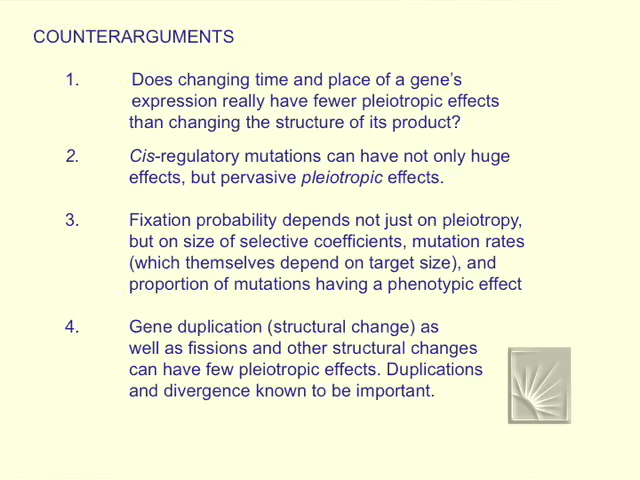 COUNTERARGUMENTS
1. Does changing time and place of a gene's
expression really have fewer pleiotropic effects
than changing the structure of its product?
2. Cis-regulatory mutations can have not only huge
effects, but pervasive pleiotropic effects.
3. Fixation probability depends not just on pleiotropy,
but on size of selective coefficients, mutation rates
(which themselves depend on target size), and
proportion of mutations having a phenotypic effect
4. Gene duplication (structural change) as
well as fissions and other structural changes
can have few pleiotropic effects. Duplications
and divergence known to be important.